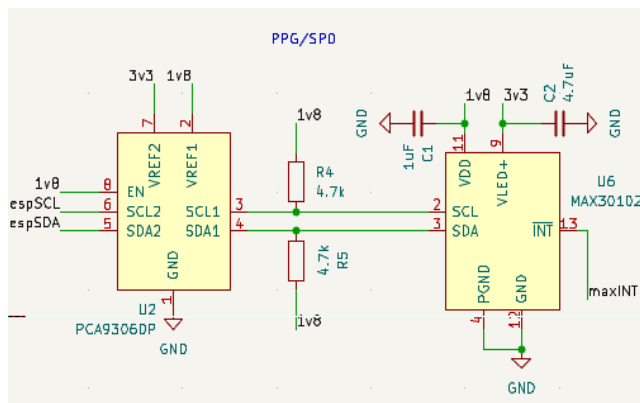 PPG/SPO
3v3
1v8
7
2
VREF2
VREF1
1v8
8
EN
espSCL
6
SCL2
SCL1
3
espSDA
5
SDA2
SDA1
4
GND
1
U2
PCA9306DP
GND
1v8
R4
4.7k
4.7k
R5
1v8
GND
1uF
C1
1v8
3v3
C2
4.7uF
GND
11
9
VDD
VLED+
U6
MAX30102
2
SCL
3
SDA
INT
13
maxINT
PGND
GND
4
12
GND